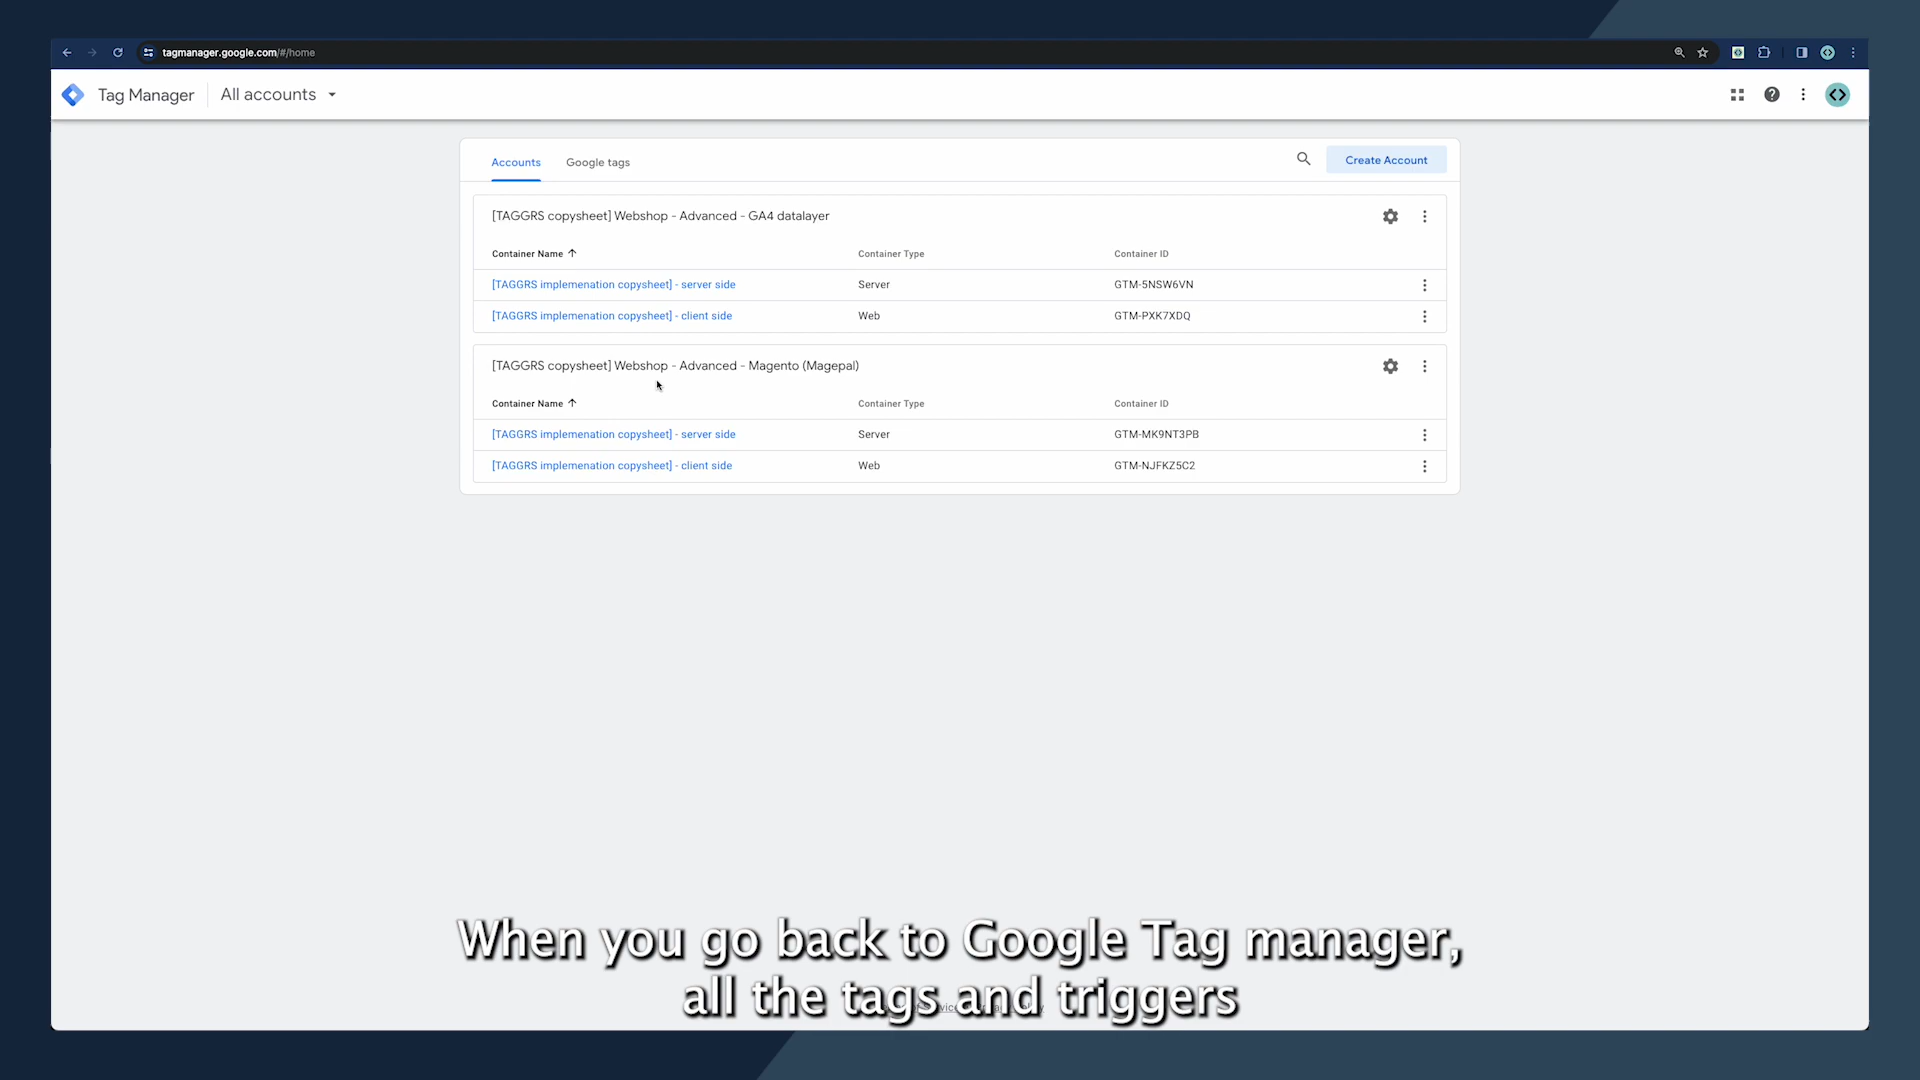 tagmanager.google.com/#/home
Tag Manager
All accounts
Accounts
Google tags
Create Account
[TAGGRS copysheet] Webshop - Advanced - GA4 datalayer
Container Name
Container Type
Container ID
[TAGGRS implemenation copysheet] - server side
Server
GTM-5NSW6VN
[TAGGRS implemenation copysheet] - client side
Web
GTM-PXK7XDQ
[TAGGRS copysheet] Webshop - Advanced - Magento (Magepal)
Container Name
Container Type
Container ID
[TAGGRS implemenation copysheet] - server side
Server
GTM-MK9NT3PB
[TAGGRS implemenation copysheet] - client side
Web
GTM-NJFKZ5C2
When you go back to Google Tag manager,
all the tags and triggers